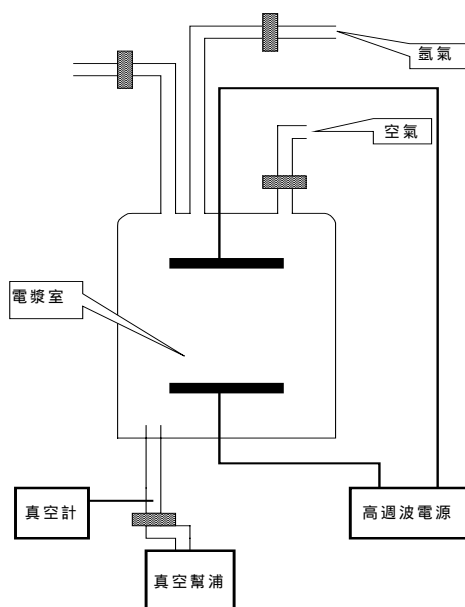 氬氣
空氣
電漿室
真空計
高週波電源
真空幫浦